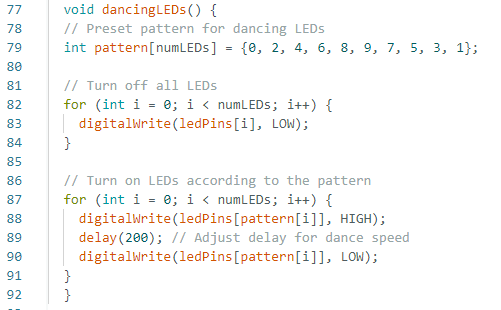 77 void dancingLEDs() {
78 // Preset pattern for dancing LEDs
79 int pattern[numLEDs] = {0, 2, 4, 6, 8, 9, 7, 5, 3, 1};
80
81 // Turn off all LEDs
82 for (int i = 0; i < numLEDs; i++) {
83 digitalWrite(ledPins[i], LOW);
84 }
85
86 // Turn on LEDs according to the pattern
87 for (int i = 0; i < numLEDs; i++) {
88 digitalWrite(ledPins[pattern[i]], HIGH);
89 delay(200); // Adjust delay for dance speed
90 digitalWrite(ledPins[pattern[i]], LOW);
91 }
92 }